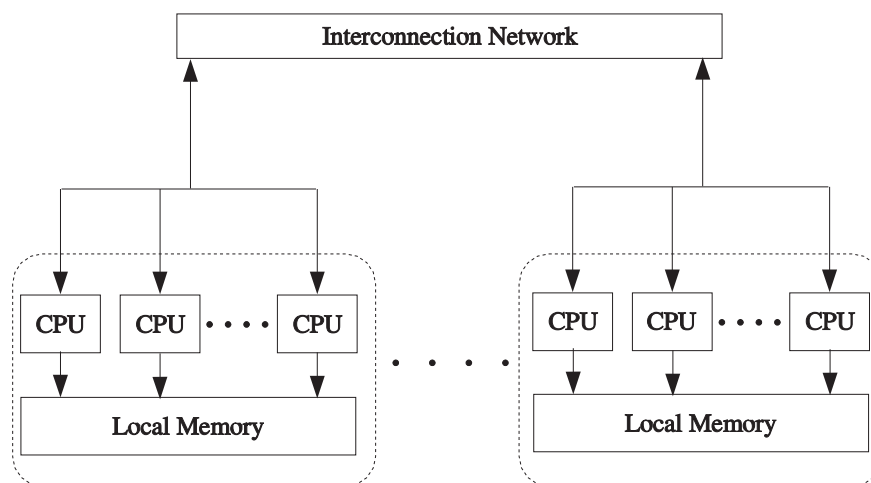 Interconnection Network
CPU CPU CPU CPU CPU CPU
Local Memory Local Memory